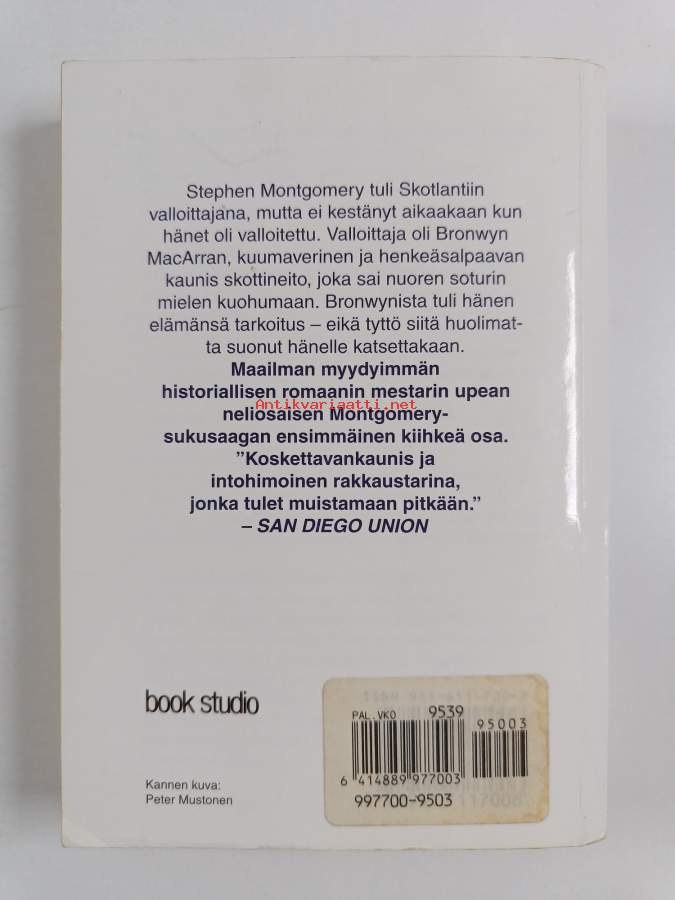 Stephen Montgomery tuli Skotlantiin
valloittajana, mutta ei kestänyt aikaakaan kun
hänet oli valloitettu. Valloittaja oli Bronwyn
MacArran, kuumaverinen ja henkeäsalpaavan
kaunis skottineito, joka sai nuoren soturin
mielen kuohumaan. Bronwynista tuli hänen
elämänsä tarkoitus – eikä tyttö siitä huolimat-
ta suonut hänelle katsettakaan.
Maailman myydyimmän
historiallisen romaanin mestarin upean
Antikvariaatti.net
neliosaisen Montgomery-
sukusaagan ensimmäinen kiihkeä osa.
”Koskettavankaunis ja
intohimoinen rakkaustarina,
jonka tulet muistamaan pitkään.”
– SAN DIEGO UNION
book studio
Kannen kuva:
Peter Mustonen
PAL.VKO 9539
95003
6 414889 977003
997700-9503